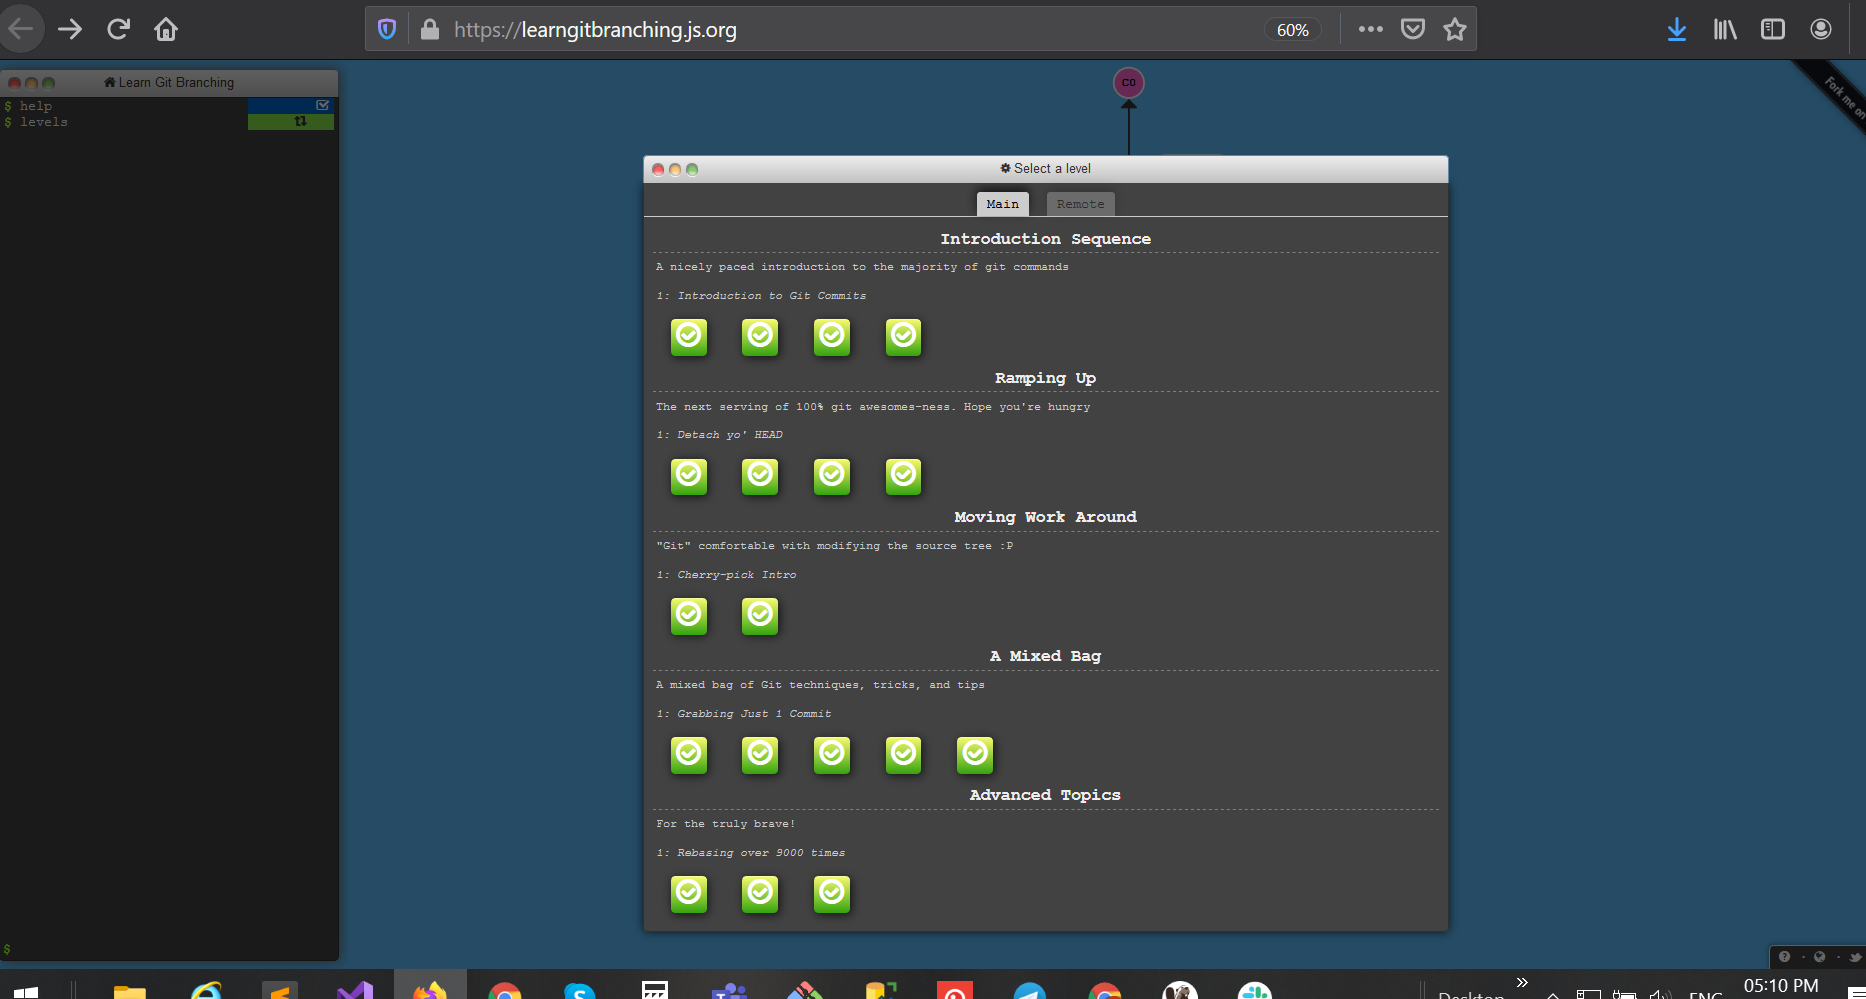 https://learngitbranching.js.org
60%
Learn Git Branching
$ help
$ levels
$
C0
Fork me on
Select a level
Main
Remote
Introduction Sequence
A nicely paced introduction to the majority of git commands
1: Introduction to Git Commits
Ramping Up
The next serving of 100% git awesomes-ness. Hope you're hungry
1: Detach yo' HEAD
Moving Work Around
"Git" comfortable with modifying the source tree :P
1: Cherry-pick Intro
A Mixed Bag
A mixed bag of Git techniques, tricks, and tips
1: Grabbing Just 1 Commit
Advanced Topics
For the truly brave!
1: Rebasing over 9000 times
Desktop
»
ENG
05:10 PM